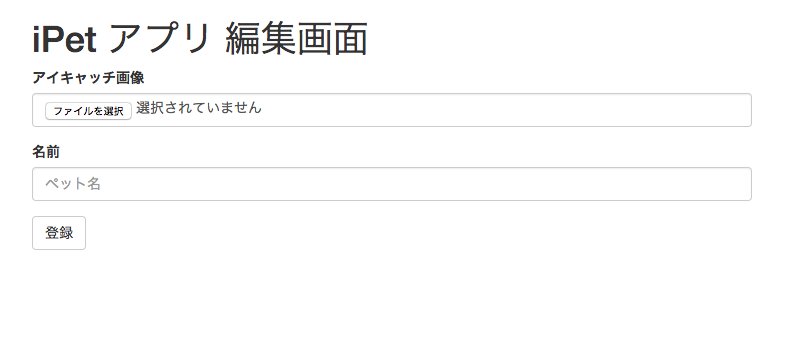 iPet アプリ 編集画面
アイキャッチ画像
ファイルを選択 選択されていません
名前
ペット名
登録